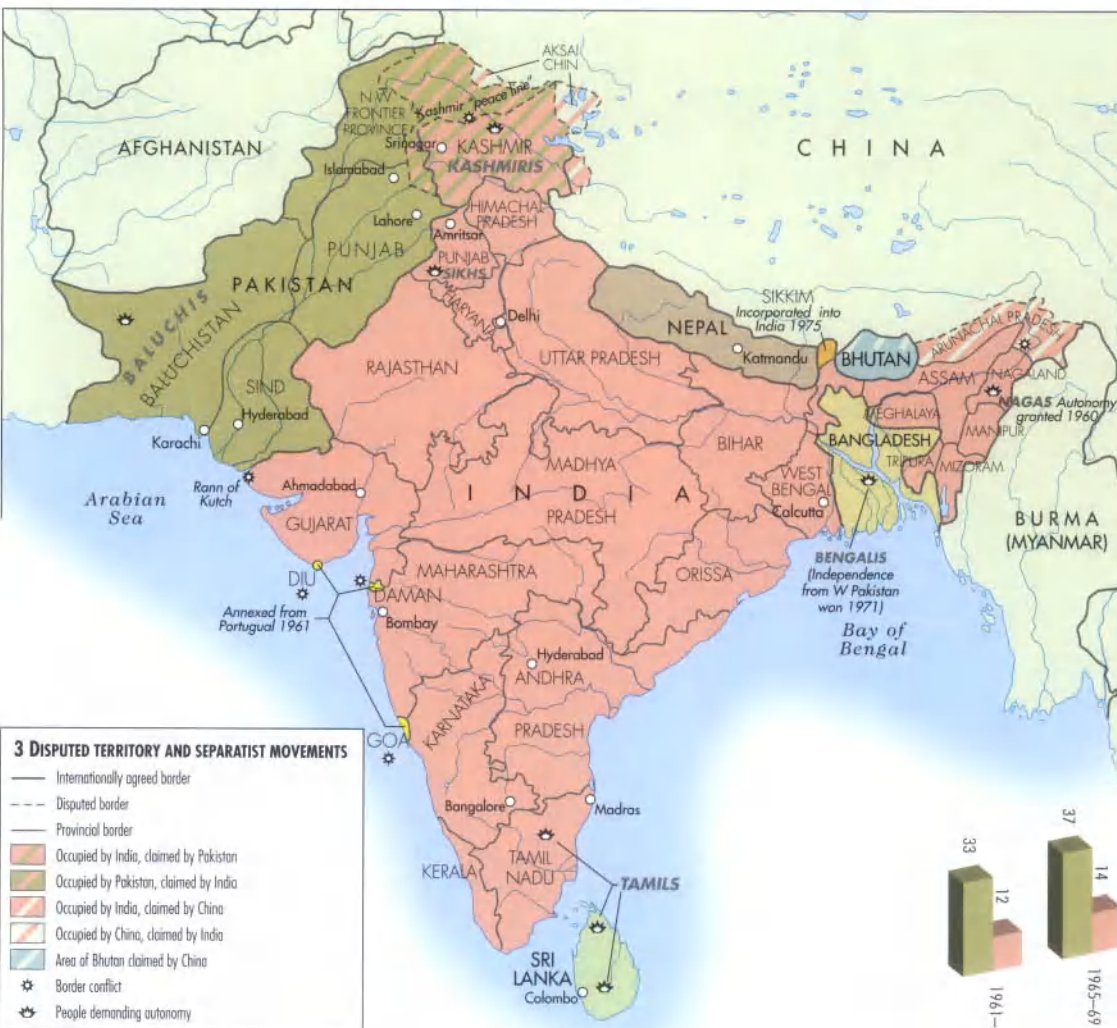 AKSAI
CHIN
N W
FRONTIER
PROVINCE
Kashmir "peace line"
AFGHANISTAN
Srinagar
KASHMIR
KASHMIRIS
CHINA
Islamabad
HIMACHAL
PRADESH
Lahore
Amritsar
PUNJAB
PUNJAB
SIKHS
PAKISTAN
HARYANA
Delhi
SIKKIM
Incorporated into
India 1975
NEPAL
Katmandu
BHUTAN
ARUNACHAL PRADESH
BALUCHIS
BALUCHISTAN
RAJASTHAN
UTTAR PRADESH
ASSAM
NAGALAND
NAGAS Autonomy
granted 1960
SIND
Hyderabad
MEGHALAYA
MANIPUR
Karachi
BIHAR
BANGLADESH
TRIPURA
MIZORAM
Rann of
Kutch
Ahmadabad
MADHYA
PRADESH
INDIA
WEST
BENGAL
Calcutta
Arabian
Sea
GUJARAT
BURMA
(MYANMAR)
DIU
MAHARASHTRA
ORISSA
BENGALIS
(Independence
from W Pakistan
won 1971)
DAMAN
Annexed from
Portugual 1961
Bombay
Bay of
Bengal
Hyderabad
ANDHRA
PRADESH
KARNATAKA
GOA
Bangalore
Madras
KERALA
TAMIL
NADU
TAMILS
SRI
LANKA
Colombo
3 DISPUTED TERRITORY AND SEPARATIST MOVEMENTS
Internationally agreed border
Disputed border
Provincial border
Occupied by India, claimed by Pakistan
Occupied by Pakistan, claimed by India
Occupied by India, claimed by China
Occupied by China, claimed by India
Area of Bhutan claimed by China
Border conflict
People demanding autonomy
33
12
1961–
37
14
1965–69